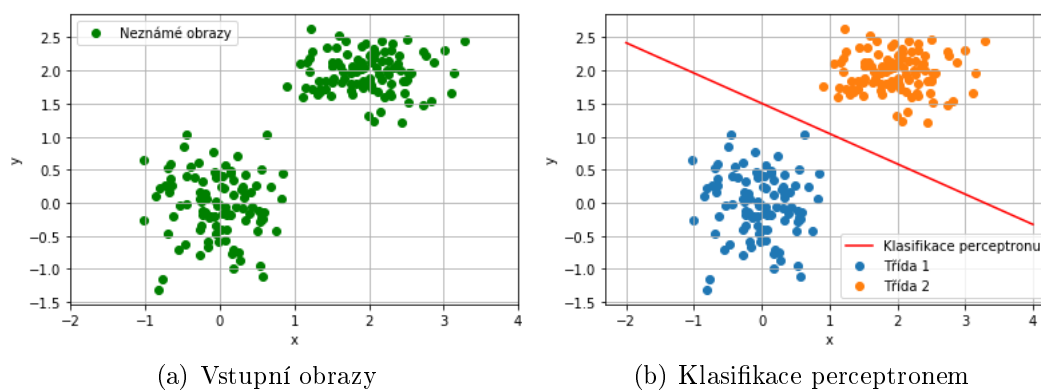 Neznámé obrazy
y
2.5
2.0
1.5
1.0
0.5
0.0
−0.5
−1.0
−1.5
−2 −1 0 1 2 3 4
x
(a) Vstupní obrazy
y
2.5
2.0
1.5
1.0
0.5
0.0
−0.5
−1.0
−1.5
Klasifikace perceptronu
Třída 1
Třída 2
−2 −1 0 1 2 3 4
x
(b) Klasifikace perceptronem